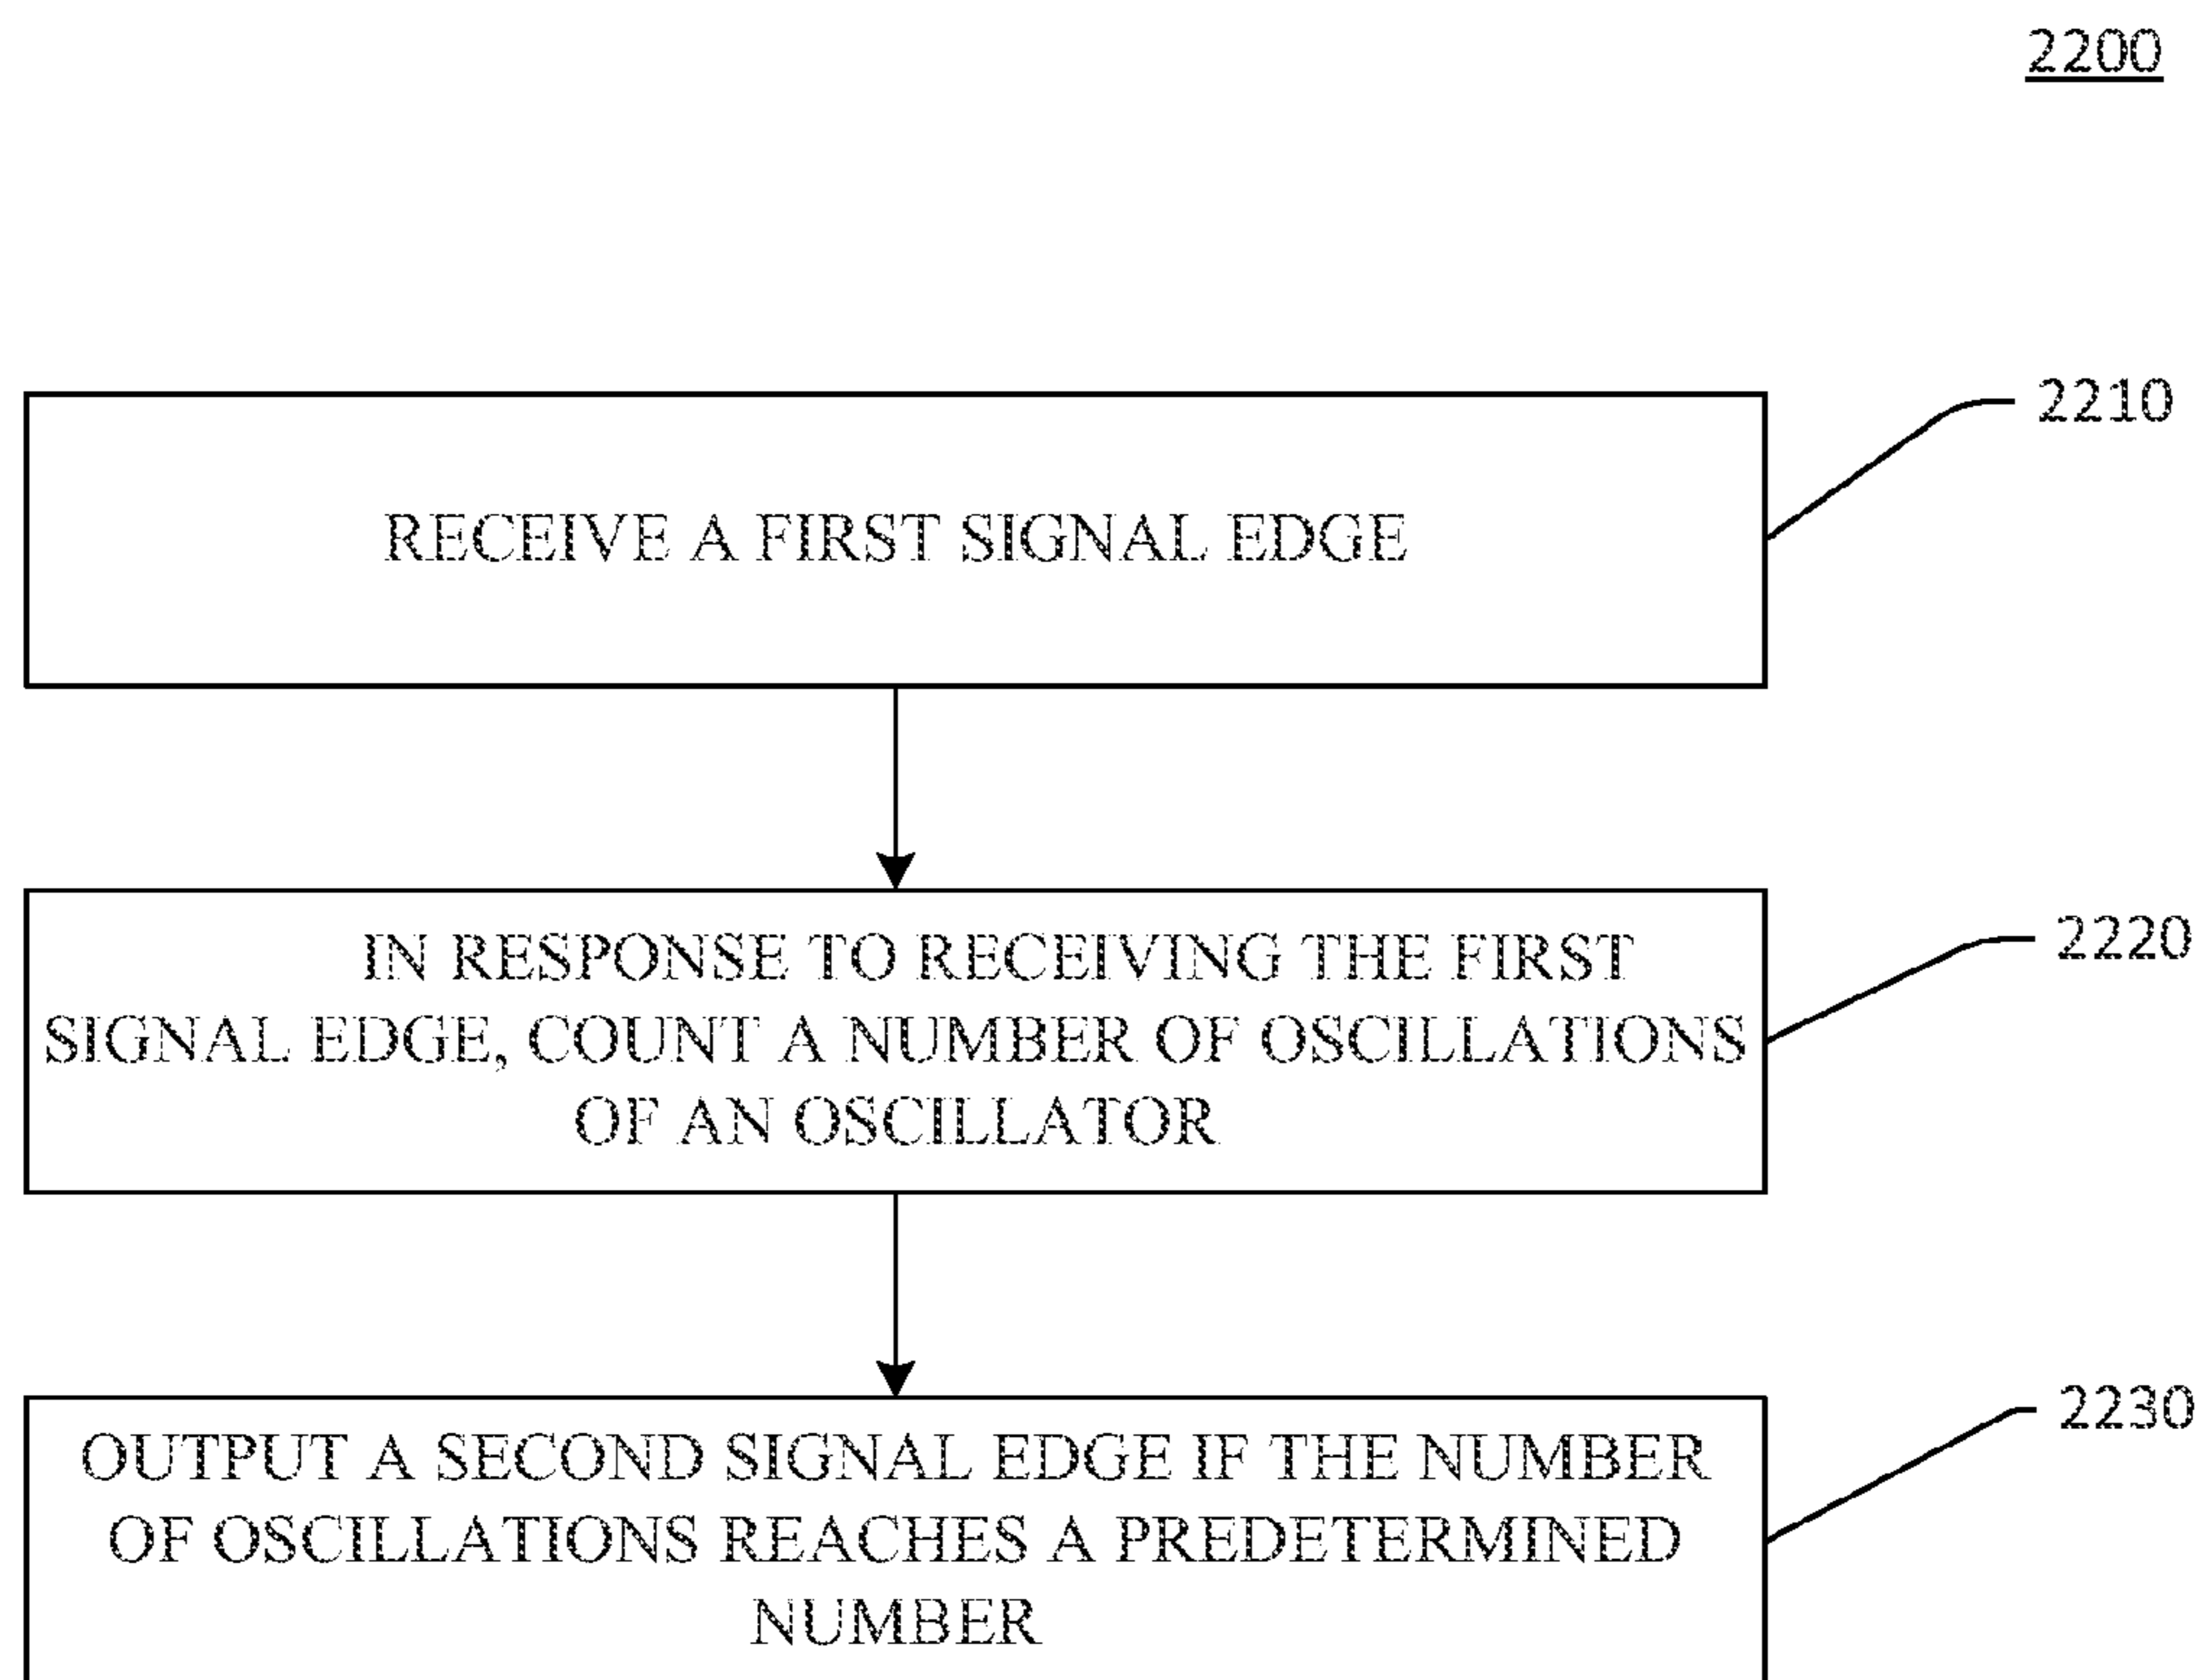 2200
2210
RECEIVE A FIRST SIGNAL EDGE
2220
IN RESPONSE TO RECEIVING THE FIRST
SIGNAL EDGE, COUNT A NUMBER OF OSCILLATIONS
OF AN OSCILLATOR
2230
OUTPUT A SECOND SIGNAL EDGE IF THE NUMBER
OF OSCILLATIONS REACHES A PREDETERMINED
NUMBER